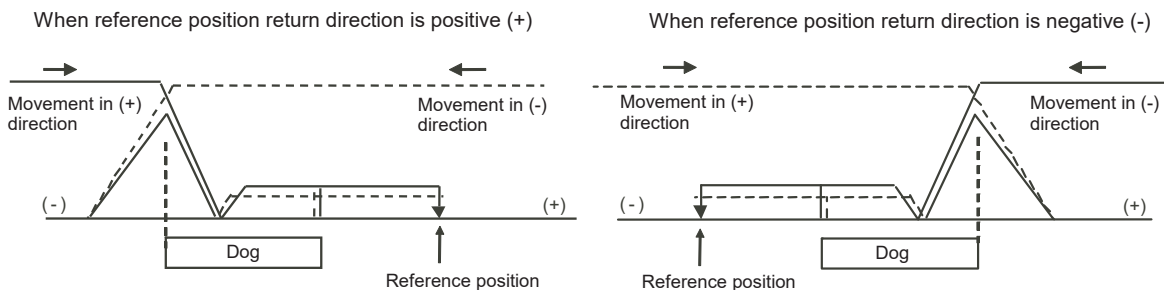 When reference position return direction is positive (+)
Movement in (+)
direction
Movement in (-)
direction
(-)
(+)
Dog
Reference position
When reference position return direction is negative (-)
Movement in (+)
direction
Movement in (-)
direction
(-)
(+)
Dog
Reference position